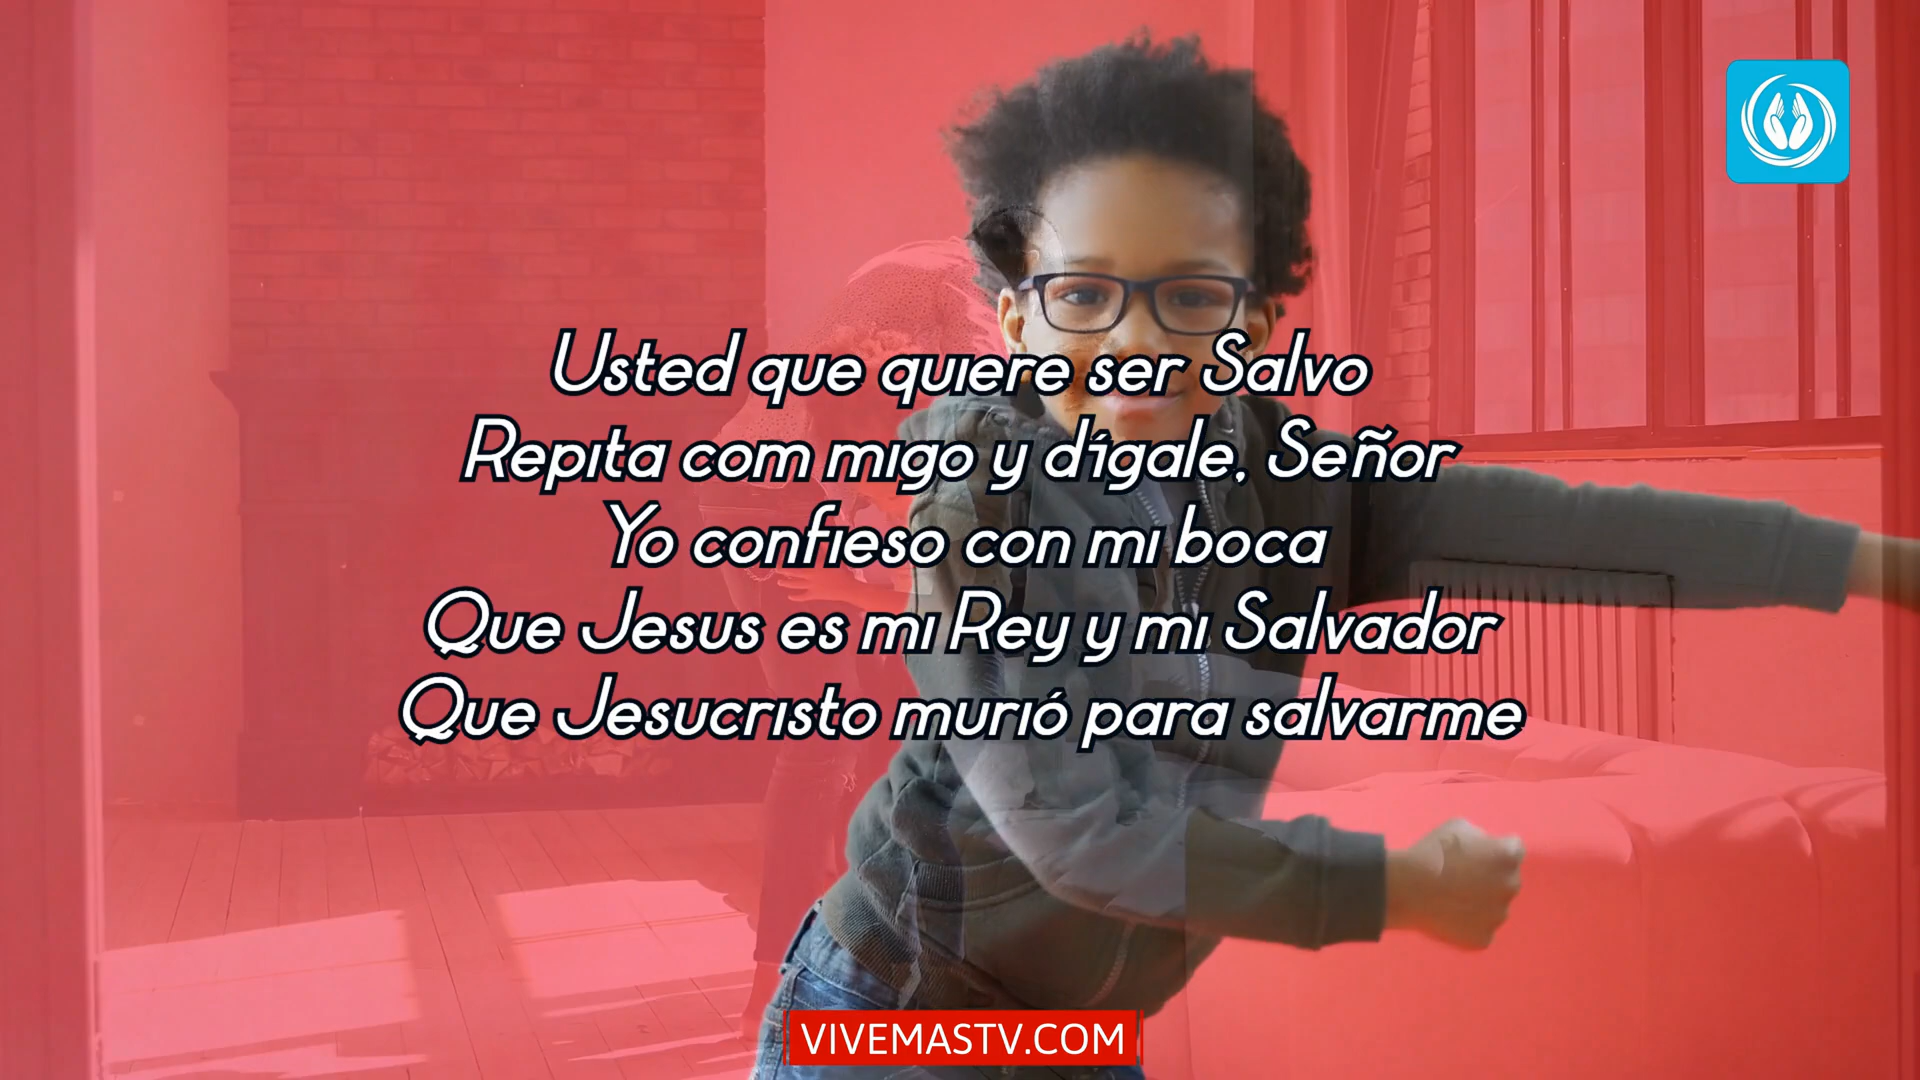 Usted que quiere ser Salvo
Repita com migo y dígale, Señor
Yo confieso con mi boca
Que Jesus es mi Rey y mi Salvador
Que Jesucristo murió para salvarme
VIVEMASTV.COM